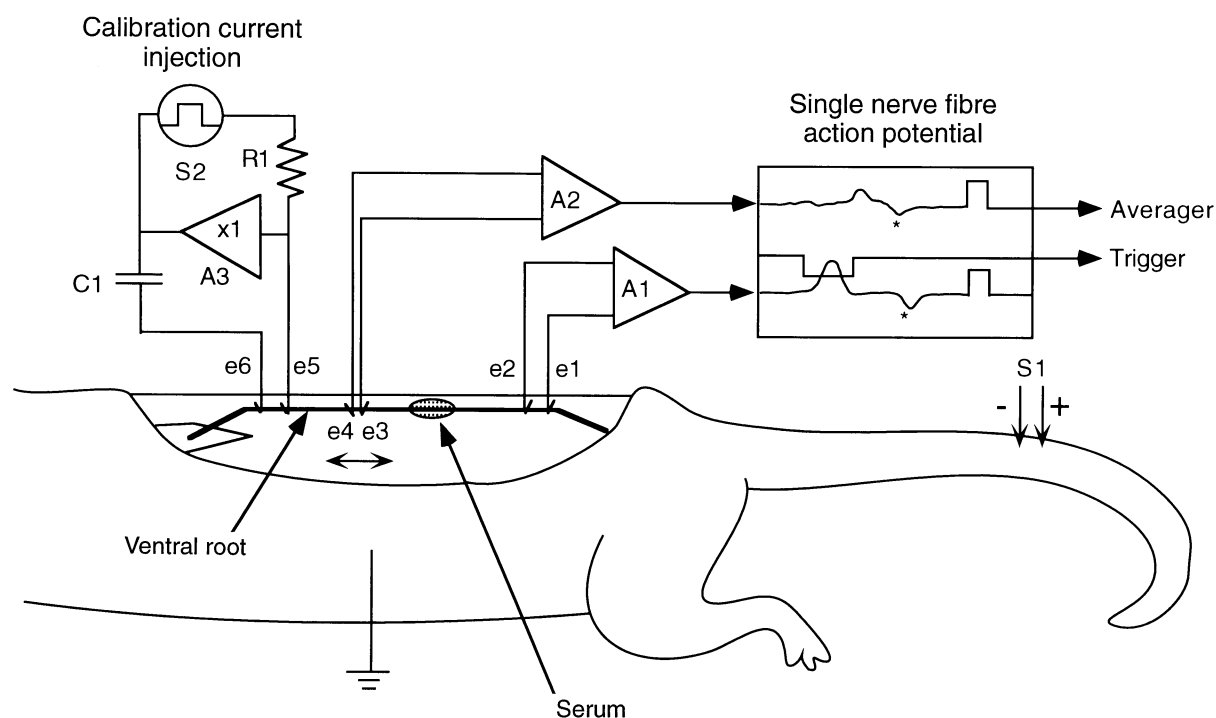 Calibration current
injection
S2
R1
x1
A3
C1
A2
A1
Single nerve fibre
action potential
*
*
Averager
Trigger
e6
e5
e4
e3
e2
e1
S1
-
+
Ventral root
Serum